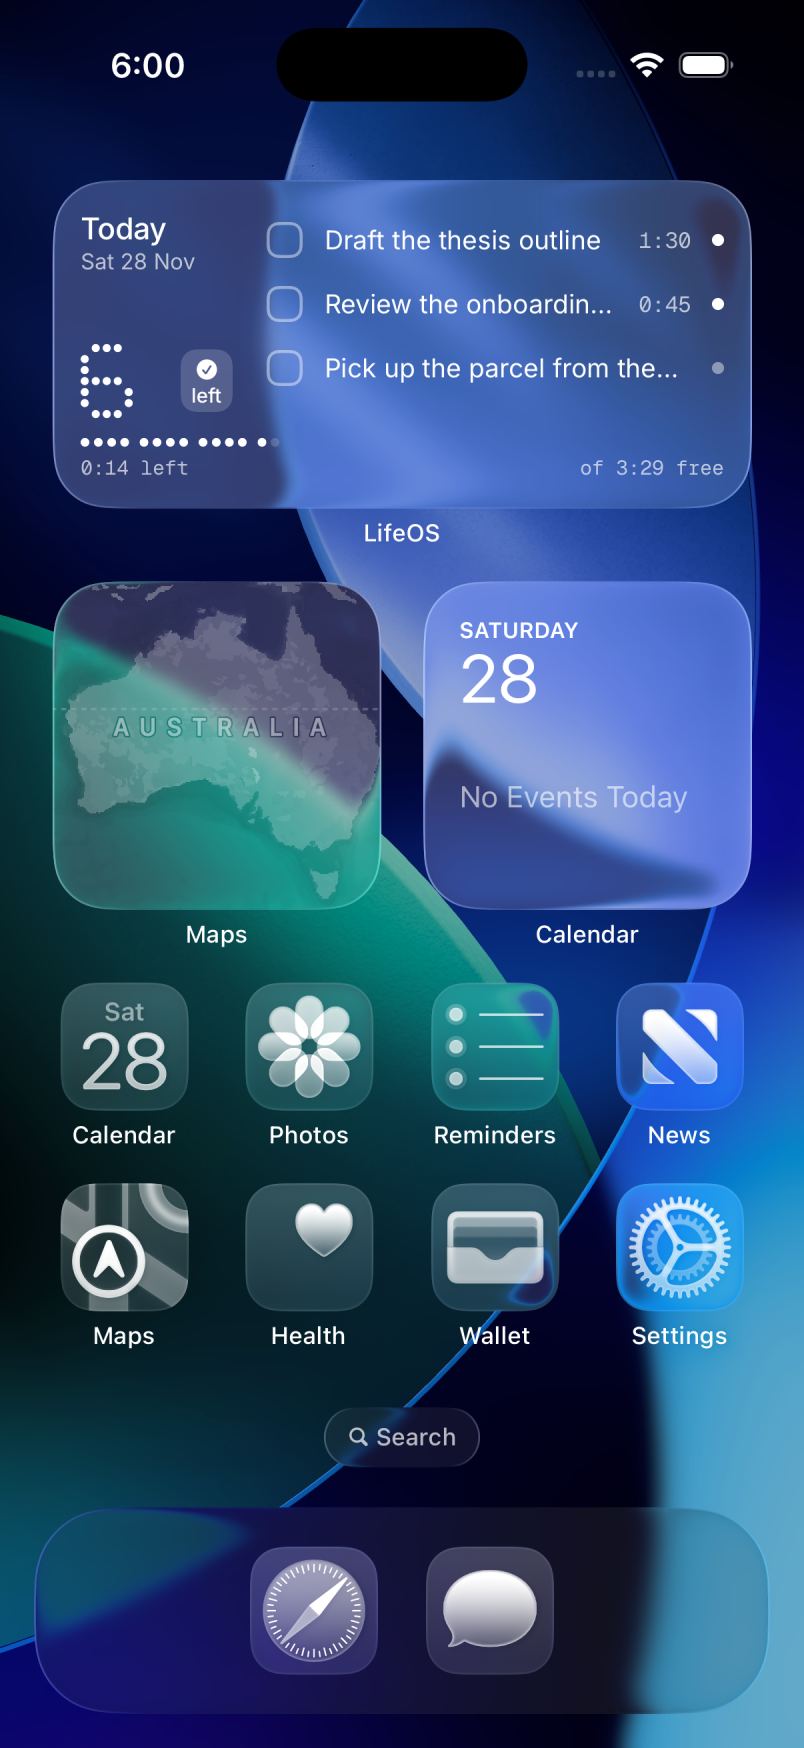 6:00
Today
Sat 28 Nov
6
left
0:14 left
Draft the thesis outline 1:30
Review the onboardin... 0:45
Pick up the parcel from the...
of 3:29 free
LifeOS
AUSTRALIA
Maps
SATURDAY
28
No Events Today
Calendar
Sat
28
Calendar
Photos
Reminders
News
Maps
Health
Wallet
Settings
Search